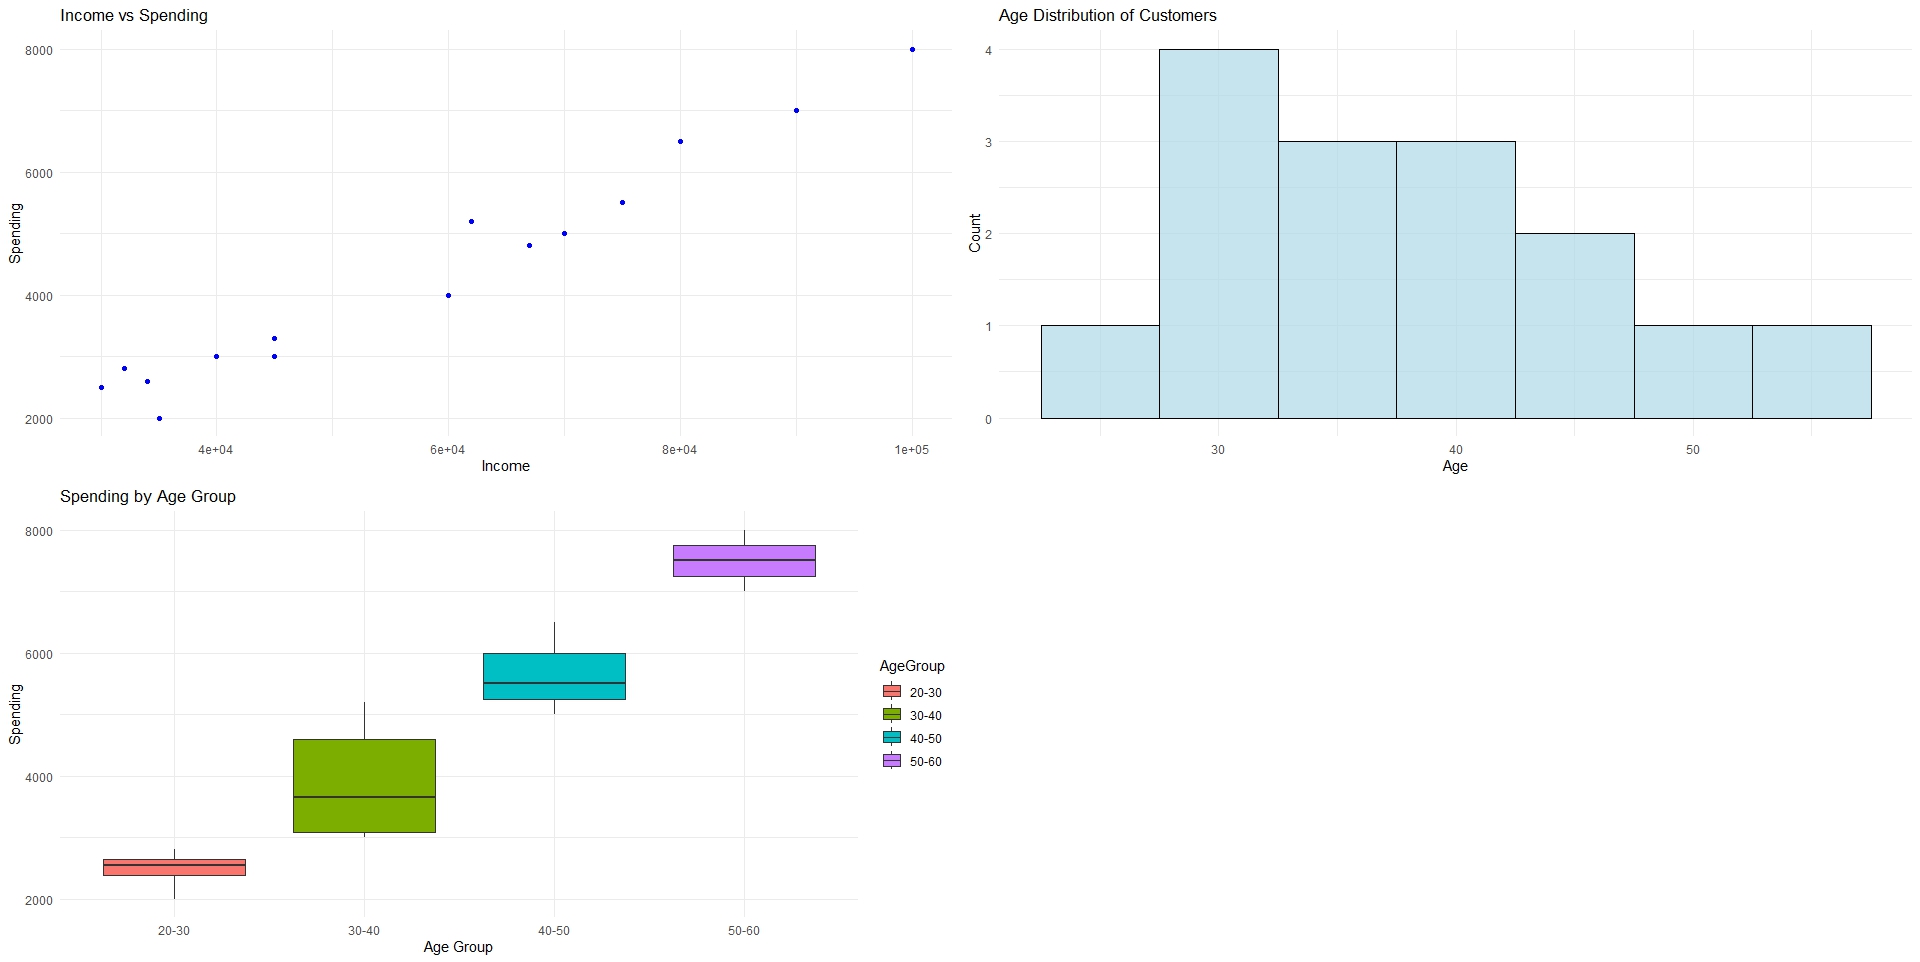 Income vs Spending
8000
6000
4000
2000
Spending
4e+04 6e+04 8e+04 1e+05
Income
Age Distribution of Customers
4
3
2
1
0
Count
30 40 50
Age
Spending by Age Group
8000
6000
4000
2000
Spending
20-30 30-40 40-50 50-60
Age Group
AgeGroup
20-30
30-40
40-50
50-60